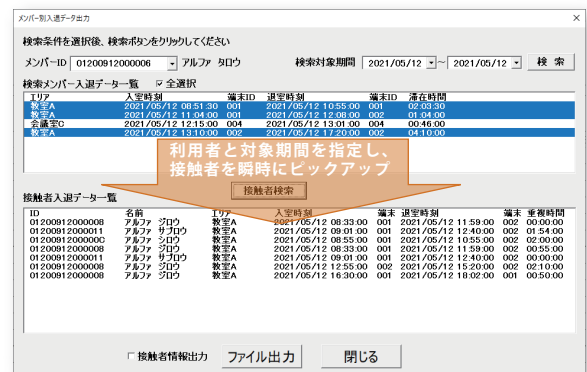 メンバー別入退データ出力
検索条件を選択後、検索ボタンをクリックしてください
メンバーID 01200912000006 アルファ タロウ 検索対象期間 2021/05/12 ~ 2021/05/12 検 索
検索メンバー入退データ一覧 全選択
エリア 入室時刻 端末ID 退室時刻 端末ID 滞在時間
教室A 2021/05/12 08:51:30 001 2021/05/12 10:55:00 001 02:03:30
教室A 2021/05/12 11:04:00 001 2021/05/12 12:08:00 002 01:04:00
会議室C 2021/05/12 12:15:00 004 2021/05/12 13:01:00 004 00:46:00
教室A 2021/05/12 13:10:00 002 2021/05/12 17:20:00 002 04:10:00
利用者と対象期間を指定し、
接触者を瞬時にピックアップ
接触者検索
接触者入退データ一覧
ID 名前 エリア 入室時刻 端末 退室時刻 端末 重複時間
01200912000008 アルファ ジロウ 教室A 2021/05/12 08:33:00 001 2021/05/12 11:59:00 002 00:00:00
01200912000011 アルファ サブロウ 教室A 2021/05/12 09:01:00 001 2021/05/12 12:40:00 002 01:54:00
0120091200000C アルファ シロウ 教室A 2021/05/12 08:55:00 001 2021/05/12 10:55:00 002 02:00:00
01200912000008 アルファ ジロウ 教室A 2021/05/12 08:33:00 001 2021/05/12 11:59:00 002 00:55:00
01200912000011 アルファ サブロウ 教室A 2021/05/12 09:01:00 001 2021/05/12 12:40:00 002 00:00:00
01200912000008 アルファ ジロウ 教室A 2021/05/12 12:55:00 002 2021/05/12 15:20:00 002 02:10:00
01200912000008 アルファ ジロウ 教室A 2021/05/12 16:30:00 001 2021/05/12 18:02:00 001 00:50:00
接触者情報出力 ファイル出力 閉じる